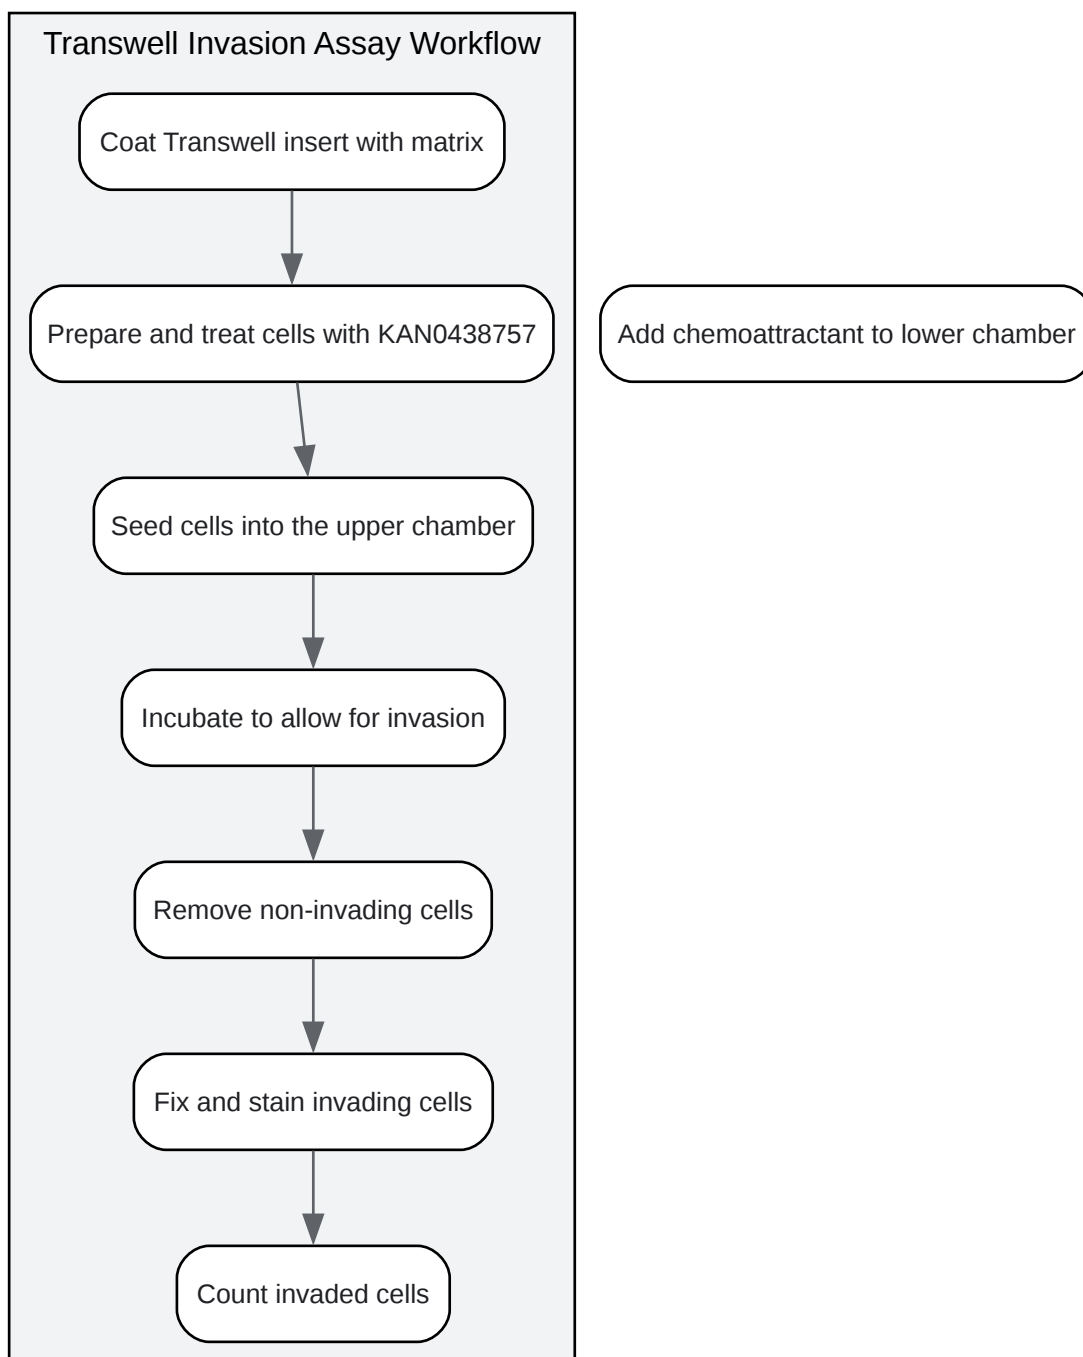 Transwell Invasion Assay Workflow
Coat Transwell insert with matrix
Prepare and treat cells with KAN0438757
Add chemoattractant to lower chamber
Seed cells into the upper chamber
Incubate to allow for invasion
Remove non-invading cells
Fix and stain invading cells
Count invaded cells